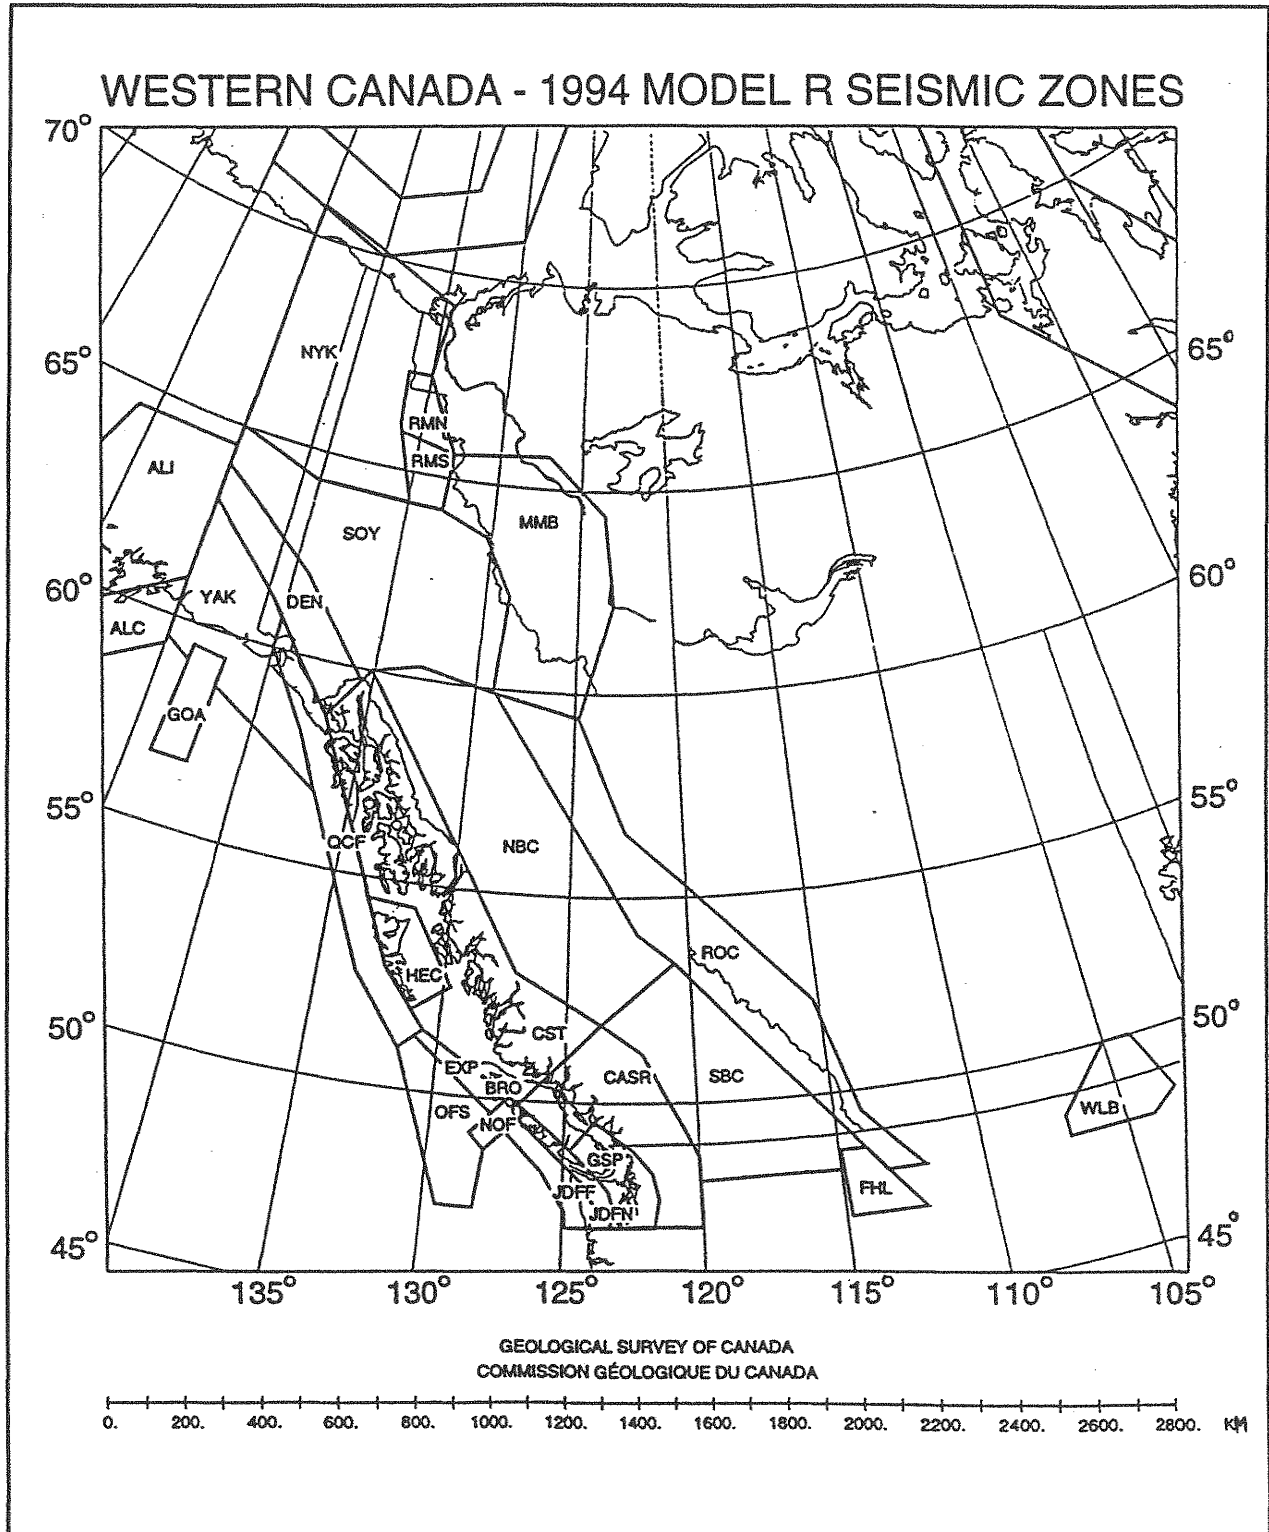 WESTERN CANADA - 1994 MODEL R SEISMIC ZONES
70°
65°
65°
NYK
RMN
RMS
ALI
SOY
MMB
60°
60°
YAK
DEN
ALC
GOA
55°
55°
QCF
NBC
ROC
HEC
50°
50°
CST
EXP
BRO
CASR
SBC
OFS
NOF
WLB
GSP
JDFF
JDFN
FHL
45°
45°
135°
130°
125°
120°
115°
110°
105°
GEOLOGICAL SURVEY OF CANADA
COMMISSION GÉOLOGIQUE DU CANADA
0. 200. 400. 600. 800. 1000. 1200. 1400. 1600. 1800. 2000. 2200. 2400. 2600. 2800. KM